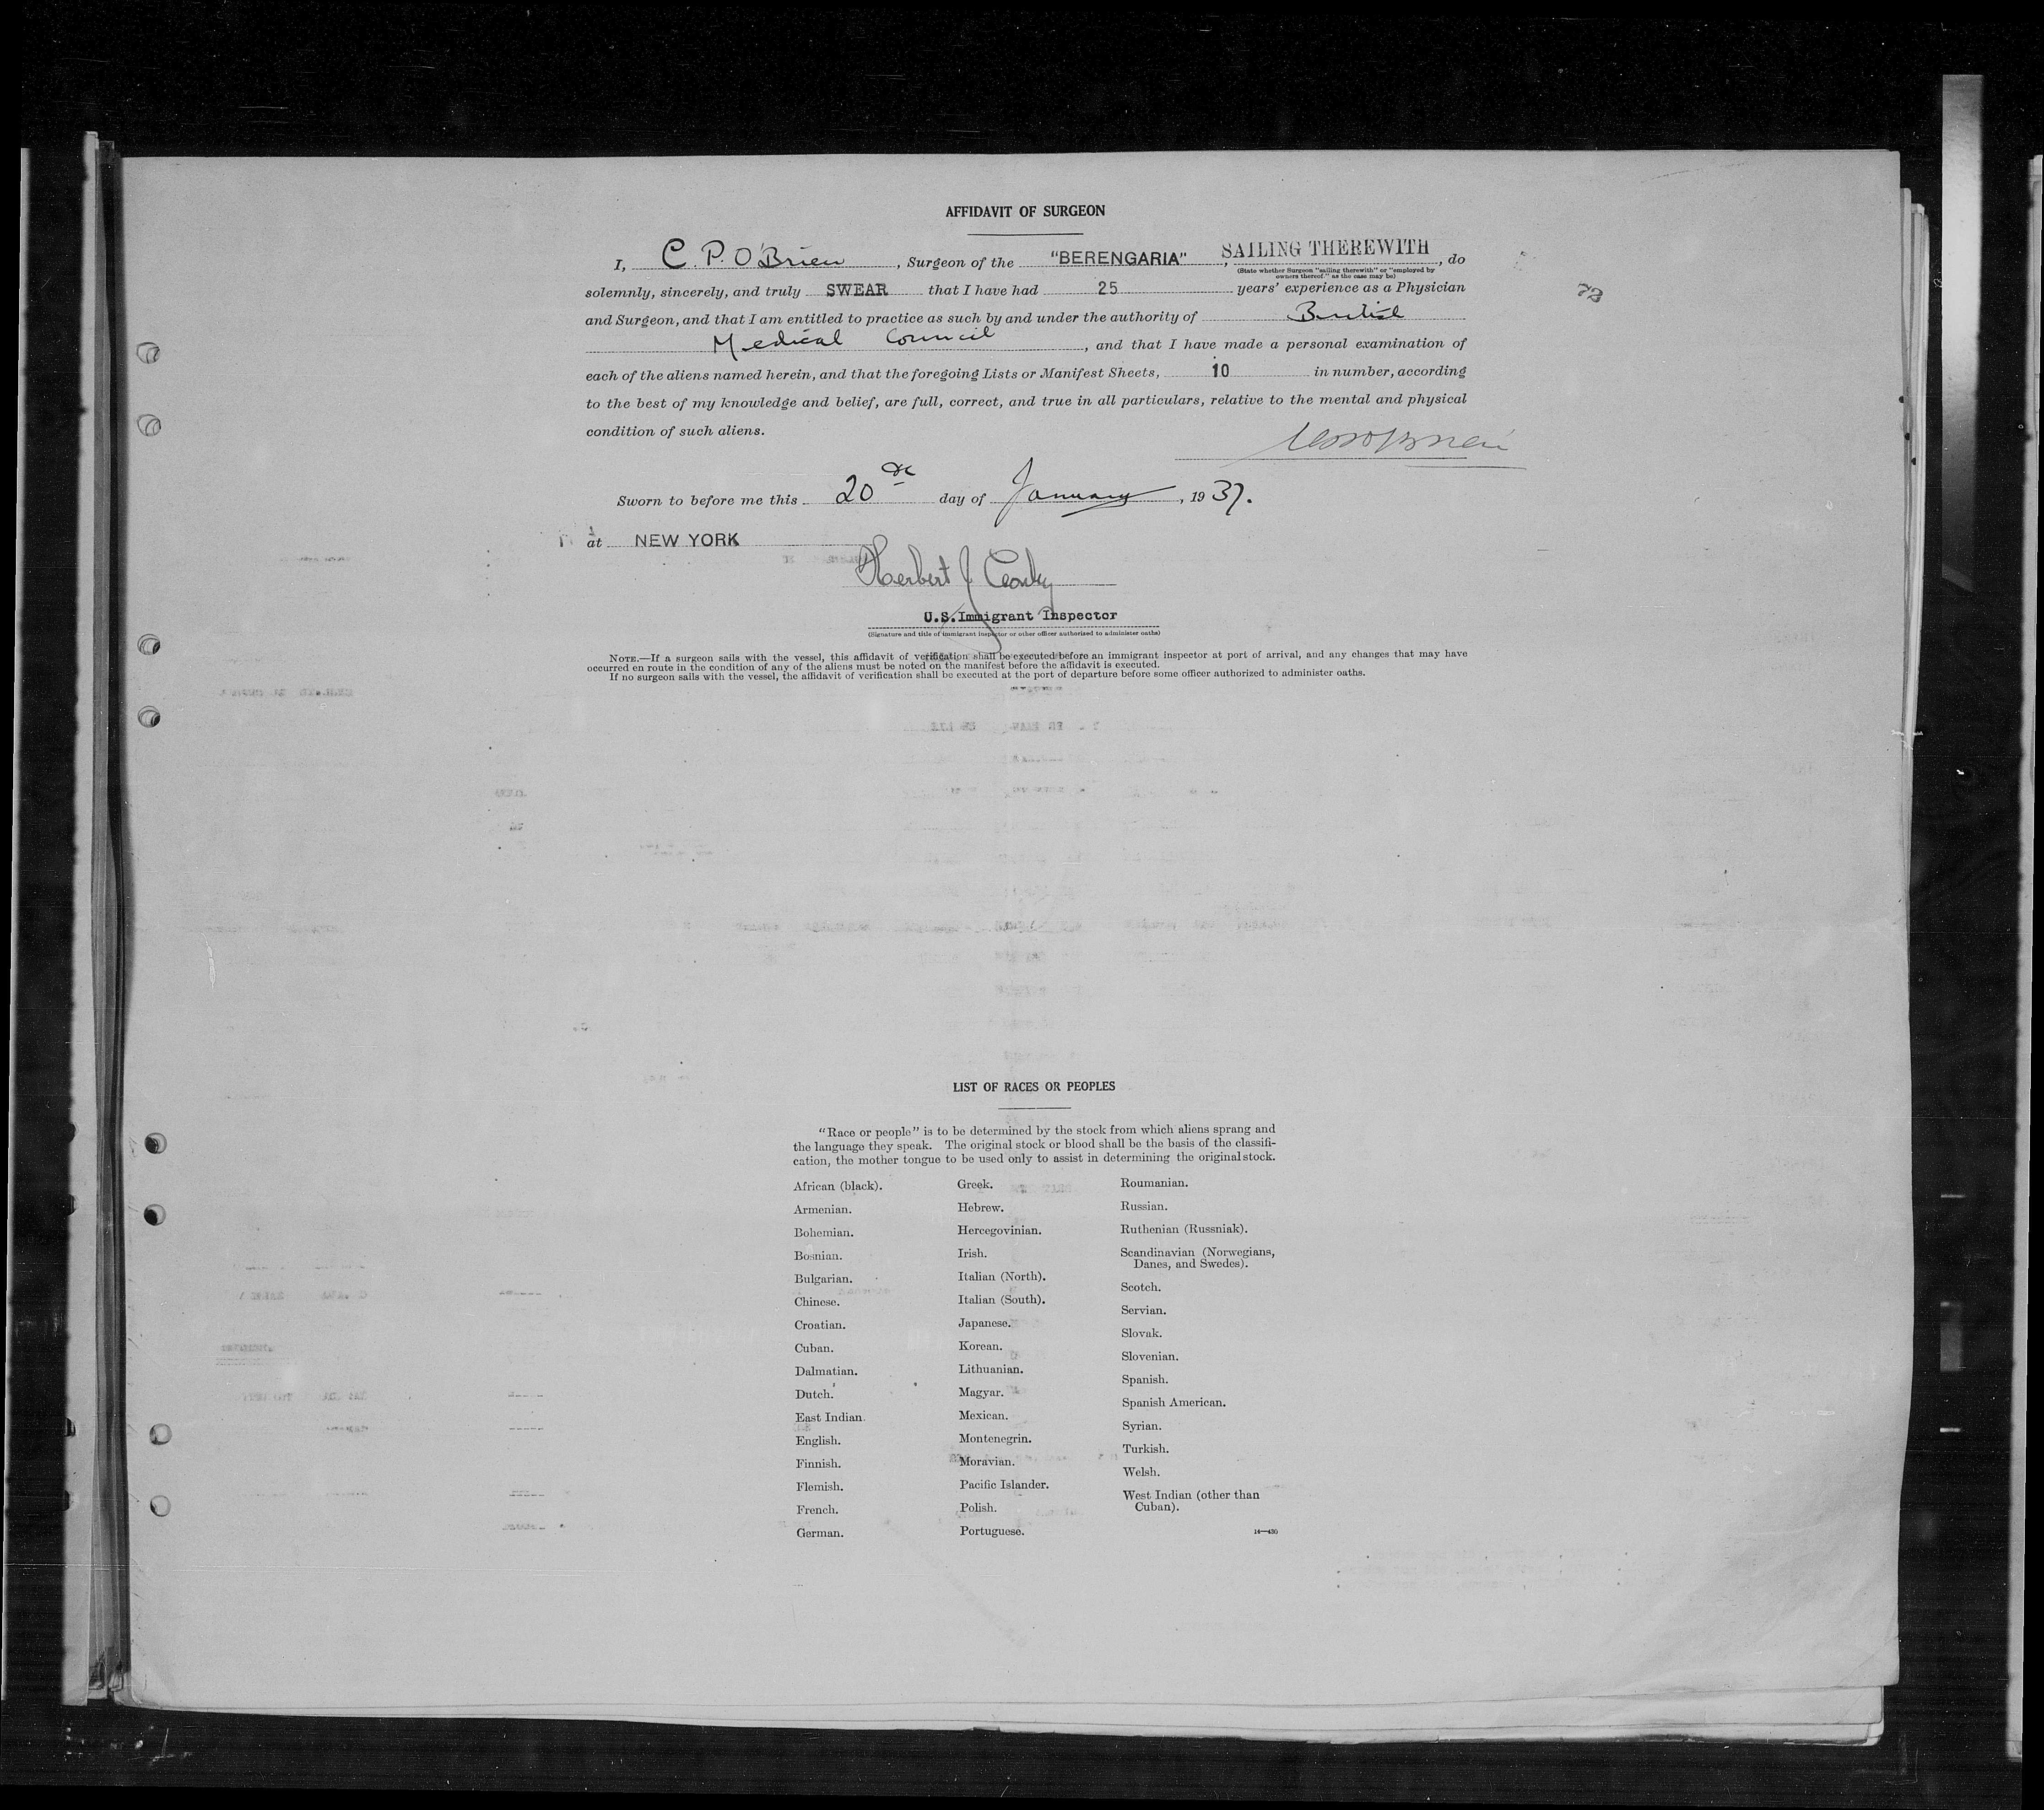 AFFIDAVIT OF SURGEON
I, C. P. O'Brien, Surgeon of the "BERENGARIA", SAILING THEREWITH, do
(State whether Surgeon "sailing therewith" or "employed by
owners thereof," as the case may be)
solemnly, sincerely, and truly SWEAR that I have had 25 years' experience as a Physician
72
and Surgeon, and that I am entitled to practice as such by and under the authority of British
Medical Council, and that I have made a personal examination of
each of the aliens named herein, and that the foregoing Lists or Manifest Sheets, 10 in number, according
to the best of my knowledge and belief, are full, correct, and true in all particulars, relative to the mental and physical
condition of such aliens.
Sworn to before me this 20th day of January, 1937.
at NEW YORK
Herbert J
U.S. Immigrant Inspector
(Signature and title of immigrant inspector or other officer authorized to administer oaths)
NOTE.—If a surgeon sails with the vessel, this affidavit of verification shall be executed before an immigrant inspector at port of arrival, and any changes that may have
occurred en route in the condition of any of the aliens must be noted on the manifest before the affidavit is executed.
If no surgeon sails with the vessel, the affidavit of verification shall be executed at the port of departure before some officer authorized to administer oaths.
LIST OF RACES OR PEOPLES
"Race or people" is to be determined by the stock from which aliens sprang and
the language they speak. The original stock or blood shall be the basis of the classifi-
cation, the mother tongue to be used only to assist in determining the original stock.
African (black).
Armenian.
Bohemian.
Bosnian.
Bulgarian.
Chinese.
Croatian.
Cuban.
Dalmatian.
Dutch.
East Indian.
English.
Finnish.
Flemish.
French.
German.
Greek.
Hebrew.
Hercegovinian.
Irish.
Italian (North).
Italian (South).
Japanese.
Korean.
Lithuanian.
Magyar.
Mexican.
Montenegrin.
Moravian.
Pacific Islander.
Polish.
Portuguese.
Roumanian.
Russian.
Ruthenian (Russniak).
Scandinavian (Norwegians,
Danes, and Swedes).
Scotch.
Servian.
Slovak.
Slovenian.
Spanish.
Spanish American.
Syrian.
Turkish.
Welsh.
West Indian (other than
Cuban).
14—430